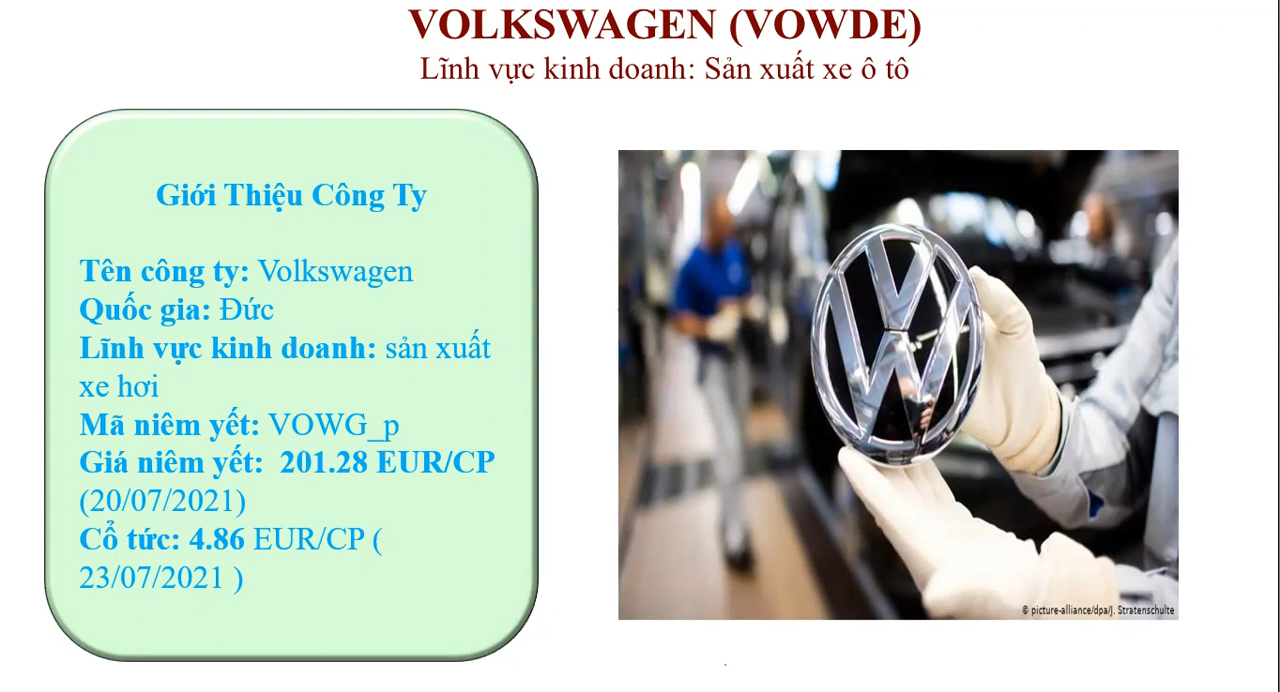 VOLKSWAGEN (VOWDE)
Lĩnh vực kinh doanh: Sản xuất xe ô tô
Giới Thiệu Công Ty
Tên công ty: Volkswagen
Quốc gia: Đức
Lĩnh vực kinh doanh: sản xuất
xe hơi
Mã niêm yết: VOWG_p
Giá niêm yết:  201.28 EUR/CP
(20/07/2021)
Cổ tức: 4.86 EUR/CP (
23/07/2021 )
© picture-alliance/dpa/J. Stratenschulte